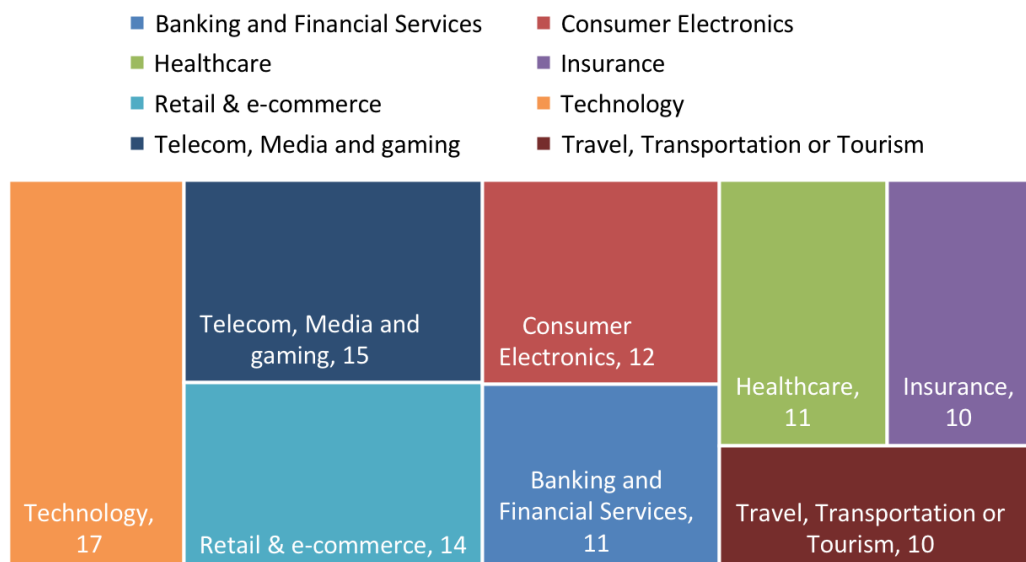 Banking and Financial Services
Consumer Electronics
Healthcare
Insurance
Retail & e-commerce
Technology
Telecom, Media and gaming
Travel, Transportation or Tourism
Technology,
17
Telecom, Media and
gaming, 15
Retail & e-commerce, 14
Consumer
Electronics, 12
Banking and
Financial Services,
11
Healthcare,
11
Insurance,
10
Travel, Transportation or
Tourism, 10